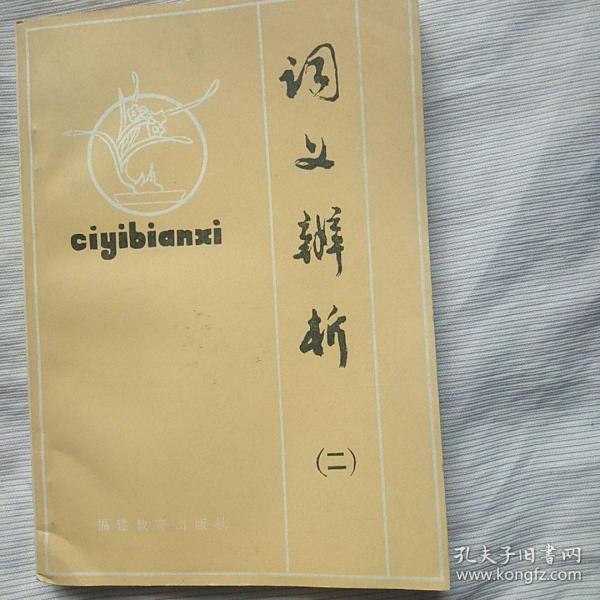 词义辨析
(二)
ciyibianxi
福建教育出版社
孔夫子旧书网
www.kongfz.com